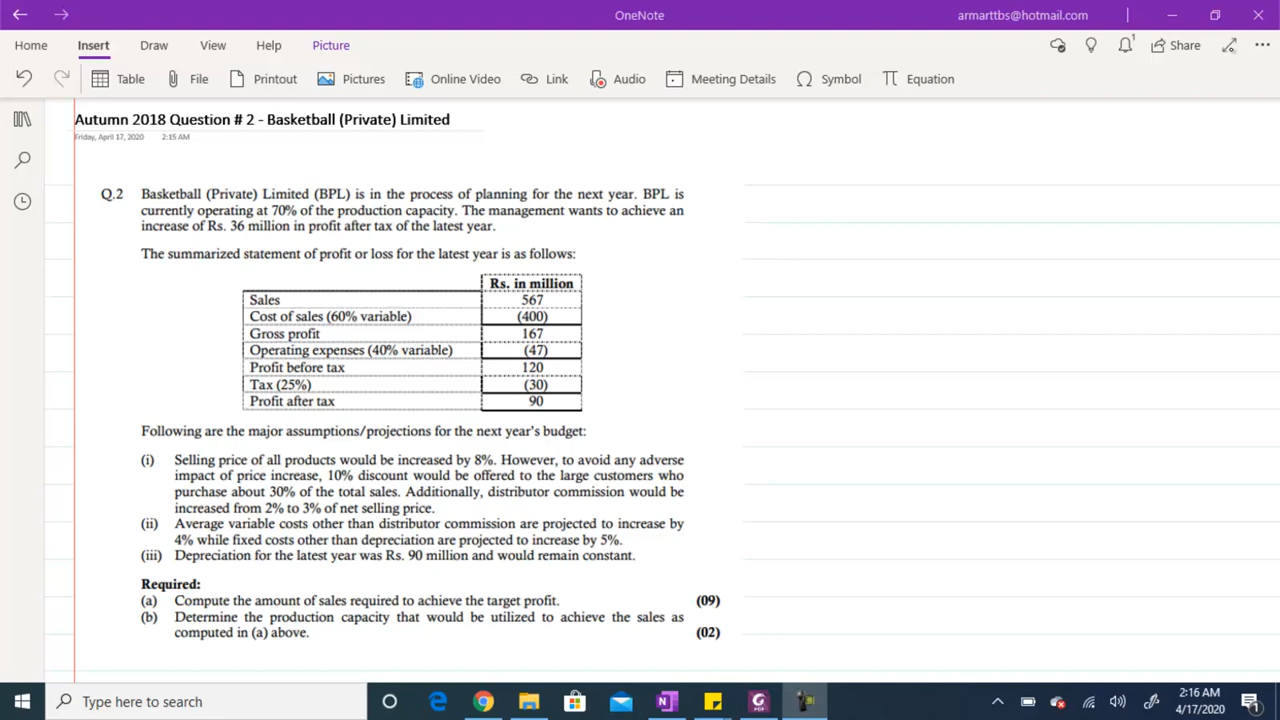 OneNote
armarttbs@hotmail.com
Home Insert Draw View Help Picture
Share
Table File Printout Pictures Online Video Link Audio Meeting Details Symbol Equation
Autumn 2018 Question # 2 - Basketball (Private) Limited
Friday, April 17, 2020 2:15 AM
Q.2 Basketball (Private) Limited (BPL) is in the process of planning for the next year. BPL is
currently operating at 70% of the production capacity. The management wants to achieve an
increase of Rs. 36 million in profit after tax of the latest year.
The summarized statement of profit or loss for the latest year is as follows:
Rs. in million
Sales 567
Cost of sales (60% variable) (400)
Gross profit 167
Operating expenses (40% variable) (47)
Profit before tax 120
Tax (25%) (30)
Profit after tax 90
Following are the major assumptions/projections for the next year's budget:
(i) Selling price of all products would be increased by 8%. However, to avoid any adverse
impact of price increase, 10% discount would be offered to the large customers who
purchase about 30% of the total sales. Additionally, distributor commission would be
increased from 2% to 3% of net selling price.
(ii) Average variable costs other than distributor commission are projected to increase by
4% while fixed costs other than depreciation are projected to increase by 5%.
(iii) Depreciation for the latest year was Rs. 90 million and would remain constant.
Required:
(a) Compute the amount of sales required to achieve the target profit. (09)
(b) Determine the production capacity that would be utilized to achieve the sales as
computed in (a) above. (02)
Type here to search
2:16 AM
4/17/2020